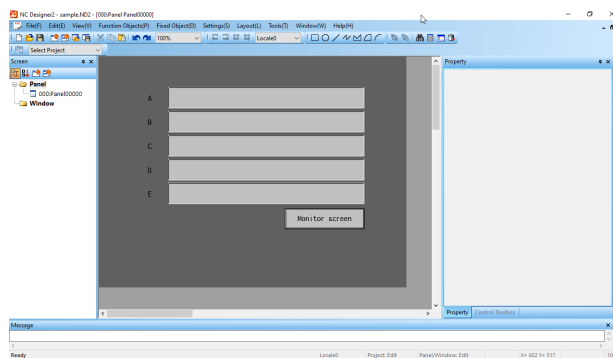 NC Designer2 - sample.ND2 - [000:Panel Panel00000]
File(F) Edit(E) View(V) Function Objects(P) Fixed Object(D) Settings(S) Layout(L) Tools(T) Window(W) Help(H)
100% Locale0
Select Project
Screen
Property
Panel
000:Panel00000
Window
A
B
C
D
E
Monitor screen
Property Control Toolbox
Message
Ready Locale0 Project: Edit Panel/Window: Edit X= 652 Y= 517